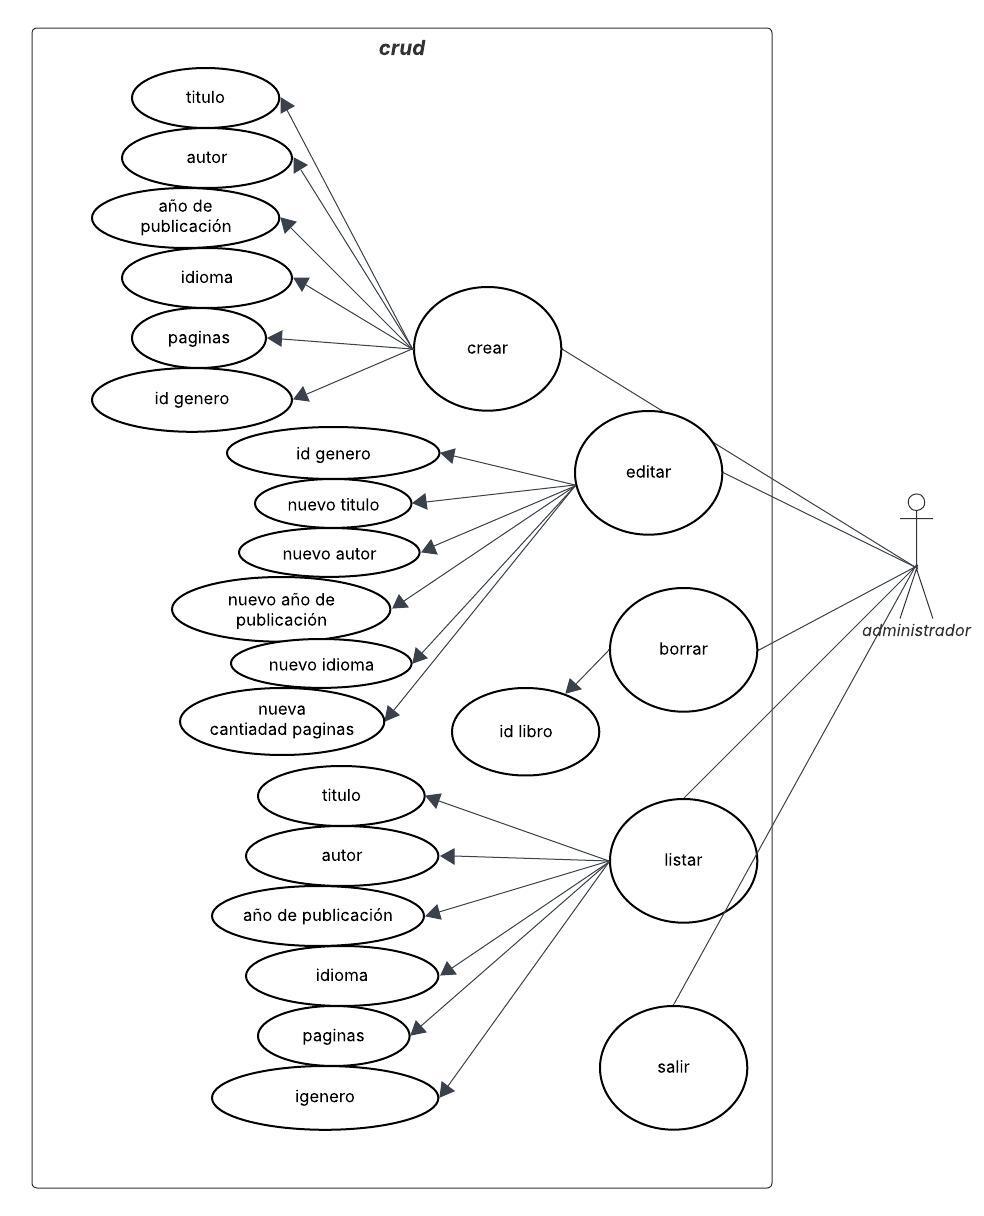 crud
titulo
autor
año de
publicación
idioma
paginas
id genero
crear
id genero
nuevo titulo
nuevo autor
nuevo año de
publicación
nuevo idioma
nueva
cantiadad paginas
editar
borrar
id libro
administrador
titulo
autor
año de publicación
idioma
paginas
igenero
listar
salir